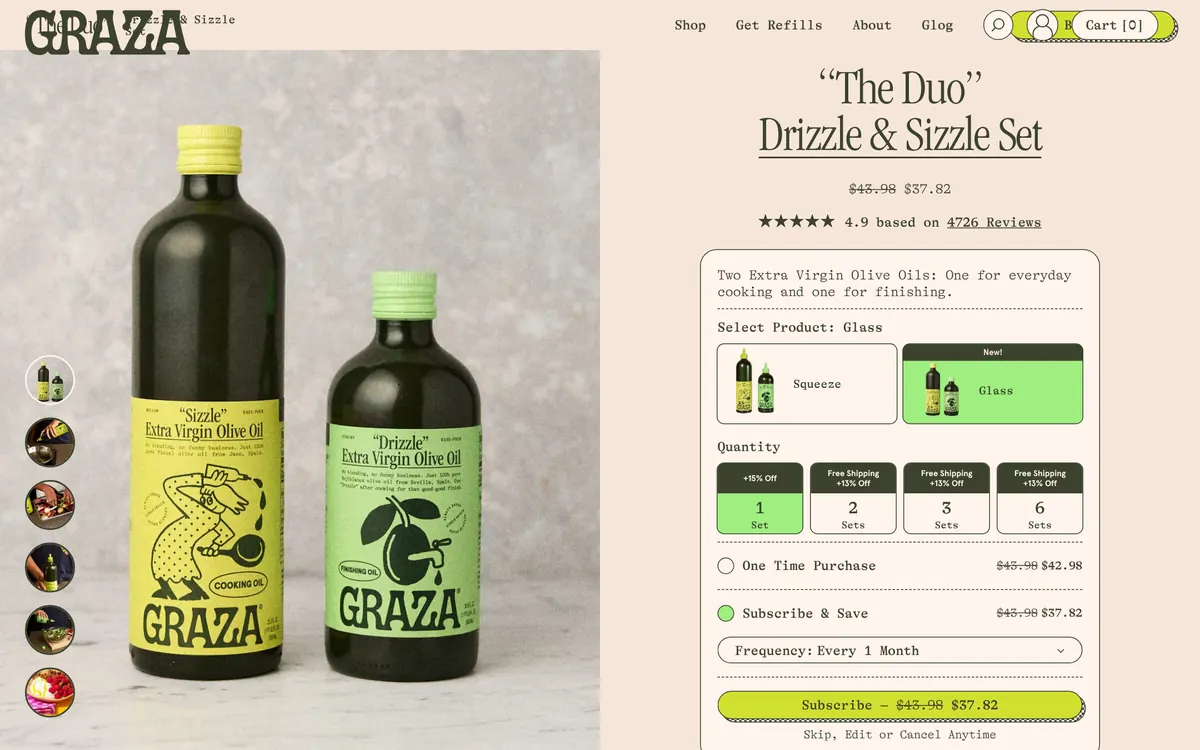 GRAZA
Drizzle & Sizzle
Shop
Get Refills
About
Glog
Cart [0]
“The Duo”
Drizzle & Sizzle Set
$43.98 $37.82
★★★★★ 4.9 based on 4726 Reviews
Two Extra Virgin Olive Oils: One for everyday
cooking and one for finishing.
Select Product: Glass
Squeeze
New!
Glass
Quantity
+15% Off
1
Set
Free Shipping
+13% Off
2
Sets
Free Shipping
+13% Off
3
Sets
Free Shipping
+13% Off
6
Sets
One Time Purchase
$43.98 $42.98
Subscribe & Save
$43.98 $37.82
Frequency: Every 1 Month
Subscribe — $43.98 $37.82
Skip, Edit or Cancel Anytime
“Sizzle”
Extra Virgin Olive Oil
COOKING OIL
GRAZA
“Drizzle”
Extra Virgin Olive Oil
FINISHING OIL
GRAZA